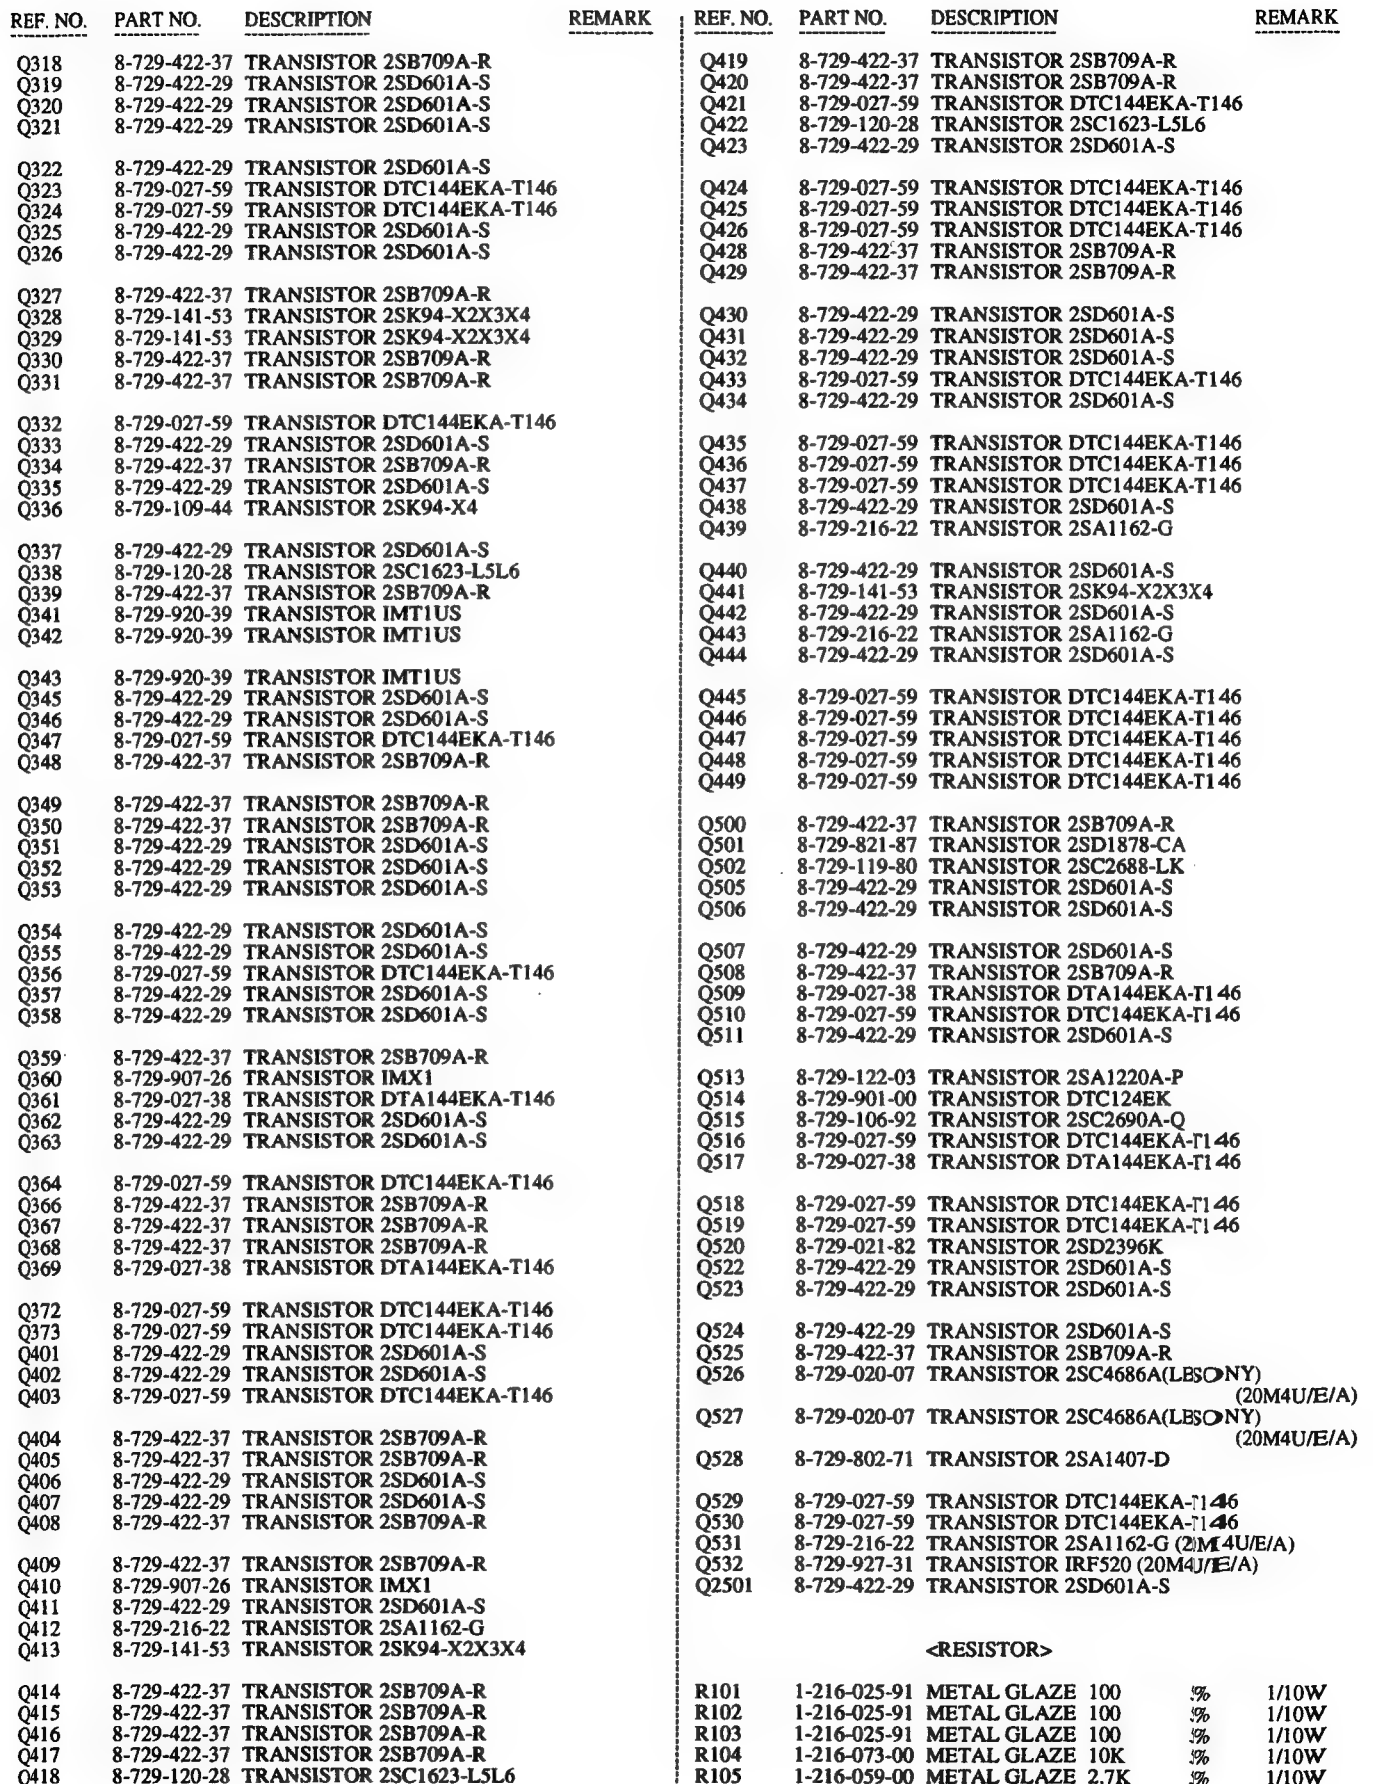 REF. NO. PART NO. DESCRIPTION REMARK
Q318 8-729-422-37 TRANSISTOR 2SB709A-R
Q319 8-729-422-29 TRANSISTOR 2SD601A-S
Q320 8-729-422-29 TRANSISTOR 2SD601A-S
Q321 8-729-422-29 TRANSISTOR 2SD601A-S
Q322 8-729-422-29 TRANSISTOR 2SD601A-S
Q323 8-729-027-59 TRANSISTOR DTC144EKA-T146
Q324 8-729-027-59 TRANSISTOR DTC144EKA-T146
Q325 8-729-422-29 TRANSISTOR 2SD601A-S
Q326 8-729-422-29 TRANSISTOR 2SD601A-S
Q327 8-729-422-37 TRANSISTOR 2SB709A-R
Q328 8-729-141-53 TRANSISTOR 2SK94-X2X3X4
Q329 8-729-141-53 TRANSISTOR 2SK94-X2X3X4
Q330 8-729-422-37 TRANSISTOR 2SB709A-R
Q331 8-729-422-37 TRANSISTOR 2SB709A-R
Q332 8-729-027-59 TRANSISTOR DTC144EKA-T146
Q333 8-729-422-29 TRANSISTOR 2SD601A-S
Q334 8-729-422-37 TRANSISTOR 2SB709A-R
Q335 8-729-422-29 TRANSISTOR 2SD601A-S
Q336 8-729-109-44 TRANSISTOR 2SK94-X4
Q337 8-729-422-29 TRANSISTOR 2SD601A-S
Q338 8-729-120-28 TRANSISTOR 2SC1623-L5L6
Q339 8-729-422-37 TRANSISTOR 2SB709A-R
Q341 8-729-920-39 TRANSISTOR IMT1US
Q342 8-729-920-39 TRANSISTOR IMT1US
Q343 8-729-920-39 TRANSISTOR IMT1US
Q345 8-729-422-29 TRANSISTOR 2SD601A-S
Q346 8-729-422-29 TRANSISTOR 2SD601A-S
Q347 8-729-027-59 TRANSISTOR DTC144EKA-T146
Q348 8-729-422-37 TRANSISTOR 2SB709A-R
Q349 8-729-422-37 TRANSISTOR 2SB709A-R
Q350 8-729-422-37 TRANSISTOR 2SB709A-R
Q351 8-729-422-29 TRANSISTOR 2SD601A-S
Q352 8-729-422-29 TRANSISTOR 2SD601A-S
Q353 8-729-422-29 TRANSISTOR 2SD601A-S
Q354 8-729-422-29 TRANSISTOR 2SD601A-S
Q355 8-729-422-29 TRANSISTOR 2SD601A-S
Q356 8-729-027-59 TRANSISTOR DTC144EKA-T146
Q357 8-729-422-29 TRANSISTOR 2SD601A-S
Q358 8-729-422-29 TRANSISTOR 2SD601A-S
Q359 8-729-422-37 TRANSISTOR 2SB709A-R
Q360 8-729-907-26 TRANSISTOR IMX1
Q361 8-729-027-38 TRANSISTOR DTA144EKA-T146
Q362 8-729-422-29 TRANSISTOR 2SD601A-S
Q363 8-729-422-29 TRANSISTOR 2SD601A-S
Q364 8-729-027-59 TRANSISTOR DTC144EKA-T146
Q366 8-729-422-37 TRANSISTOR 2SB709A-R
Q367 8-729-422-37 TRANSISTOR 2SB709A-R
Q368 8-729-422-37 TRANSISTOR 2SB709A-R
Q369 8-729-027-38 TRANSISTOR DTA144EKA-T146
Q372 8-729-027-59 TRANSISTOR DTC144EKA-T146
Q373 8-729-027-59 TRANSISTOR DTC144EKA-T146
Q401 8-729-422-29 TRANSISTOR 2SD601A-S
Q402 8-729-422-29 TRANSISTOR 2SD601A-S
Q403 8-729-027-59 TRANSISTOR DTC144EKA-T146
Q404 8-729-422-37 TRANSISTOR 2SB709A-R
Q405 8-729-422-37 TRANSISTOR 2SB709A-R
Q406 8-729-422-29 TRANSISTOR 2SD601A-S
Q407 8-729-422-29 TRANSISTOR 2SD601A-S
Q408 8-729-422-37 TRANSISTOR 2SB709A-R
Q409 8-729-422-37 TRANSISTOR 2SB709A-R
Q410 8-729-907-26 TRANSISTOR IMX1
Q411 8-729-422-29 TRANSISTOR 2SD601A-S
Q412 8-729-216-22 TRANSISTOR 2SA1162-G
Q413 8-729-141-53 TRANSISTOR 2SK94-X2X3X4
Q414 8-729-422-37 TRANSISTOR 2SB709A-R
Q415 8-729-422-37 TRANSISTOR 2SB709A-R
Q416 8-729-422-37 TRANSISTOR 2SB709A-R
Q417 8-729-422-37 TRANSISTOR 2SB709A-R
Q418 8-729-120-28 TRANSISTOR 2SC1623-L5L6
REF. NO. PART NO. DESCRIPTION REMARK
Q419 8-729-422-37 TRANSISTOR 2SB709A-R
Q420 8-729-422-37 TRANSISTOR 2SB709A-R
Q421 8-729-027-59 TRANSISTOR DTC144EKA-T146
Q422 8-729-120-28 TRANSISTOR 2SC1623-L5L6
Q423 8-729-422-29 TRANSISTOR 2SD601A-S
Q424 8-729-027-59 TRANSISTOR DTC144EKA-T146
Q425 8-729-027-59 TRANSISTOR DTC144EKA-T146
Q426 8-729-027-59 TRANSISTOR DTC144EKA-T146
Q428 8-729-422-37 TRANSISTOR 2SB709A-R
Q429 8-729-422-37 TRANSISTOR 2SB709A-R
Q430 8-729-422-29 TRANSISTOR 2SD601A-S
Q431 8-729-422-29 TRANSISTOR 2SD601A-S
Q432 8-729-422-29 TRANSISTOR 2SD601A-S
Q433 8-729-027-59 TRANSISTOR DTC144EKA-T146
Q434 8-729-422-29 TRANSISTOR 2SD601A-S
Q435 8-729-027-59 TRANSISTOR DTC144EKA-T146
Q436 8-729-027-59 TRANSISTOR DTC144EKA-T146
Q437 8-729-027-59 TRANSISTOR DTC144EKA-T146
Q438 8-729-422-29 TRANSISTOR 2SD601A-S
Q439 8-729-216-22 TRANSISTOR 2SA1162-G
Q440 8-729-422-29 TRANSISTOR 2SD601A-S
Q441 8-729-141-53 TRANSISTOR 2SK94-X2X3X4
Q442 8-729-422-29 TRANSISTOR 2SD601A-S
Q443 8-729-216-22 TRANSISTOR 2SA1162-G
Q444 8-729-422-29 TRANSISTOR 2SD601A-S
Q445 8-729-027-59 TRANSISTOR DTC144EKA-T146
Q446 8-729-027-59 TRANSISTOR DTC144EKA-T146
Q447 8-729-027-59 TRANSISTOR DTC144EKA-T146
Q448 8-729-027-59 TRANSISTOR DTC144EKA-T146
Q449 8-729-027-59 TRANSISTOR DTC144EKA-T146
Q500 8-729-422-37 TRANSISTOR 2SB709A-R
Q501 8-729-821-87 TRANSISTOR 2SD1878-CA
Q502 8-729-119-80 TRANSISTOR 2SC2688-LK
Q505 8-729-422-29 TRANSISTOR 2SD601A-S
Q506 8-729-422-29 TRANSISTOR 2SD601A-S
Q507 8-729-422-29 TRANSISTOR 2SD601A-S
Q508 8-729-422-37 TRANSISTOR 2SB709A-R
Q509 8-729-027-38 TRANSISTOR DTA144EKA-T146
Q510 8-729-027-59 TRANSISTOR DTC144EKA-T146
Q511 8-729-422-29 TRANSISTOR 2SD601A-S
Q513 8-729-122-03 TRANSISTOR 2SA1220A-P
Q514 8-729-901-00 TRANSISTOR DTC124EK
Q515 8-729-106-92 TRANSISTOR 2SC2690A-Q
Q516 8-729-027-59 TRANSISTOR DTC144EKA-T146
Q517 8-729-027-38 TRANSISTOR DTA144EKA-T146
Q518 8-729-027-59 TRANSISTOR DTC144EKA-T146
Q519 8-729-027-59 TRANSISTOR DTC144EKA-T146
Q520 8-729-021-82 TRANSISTOR 2SD2396K
Q522 8-729-422-29 TRANSISTOR 2SD601A-S
Q523 8-729-422-29 TRANSISTOR 2SD601A-S
Q524 8-729-422-29 TRANSISTOR 2SD601A-S
Q525 8-729-422-37 TRANSISTOR 2SB709A-R
Q526 8-729-020-07 TRANSISTOR 2SC4686A(LBSONY)
(20M4U/E/A)
Q527 8-729-020-07 TRANSISTOR 2SC4686A(LBSONY)
(20M4U/E/A)
Q528 8-729-802-71 TRANSISTOR 2SA1407-D
Q529 8-729-027-59 TRANSISTOR DTC144EKA-T146
Q530 8-729-027-59 TRANSISTOR DTC144EKA-T146
Q531 8-729-216-22 TRANSISTOR 2SA1162-G (20M4U/E/A)
Q532 8-729-927-31 TRANSISTOR IRF520 (20M4U/E/A)
Q2501 8-729-422-29 TRANSISTOR 2SD601A-S
<RESISTOR>
R101 1-216-025-91 METAL GLAZE 100 1/10W
R102 1-216-025-91 METAL GLAZE 100 1/10W
R103 1-216-025-91 METAL GLAZE 100 1/10W
R104 1-216-073-00 METAL GLAZE 10K 1/10W
R105 1-216-059-00 METAL GLAZE 2.7K 1/10W